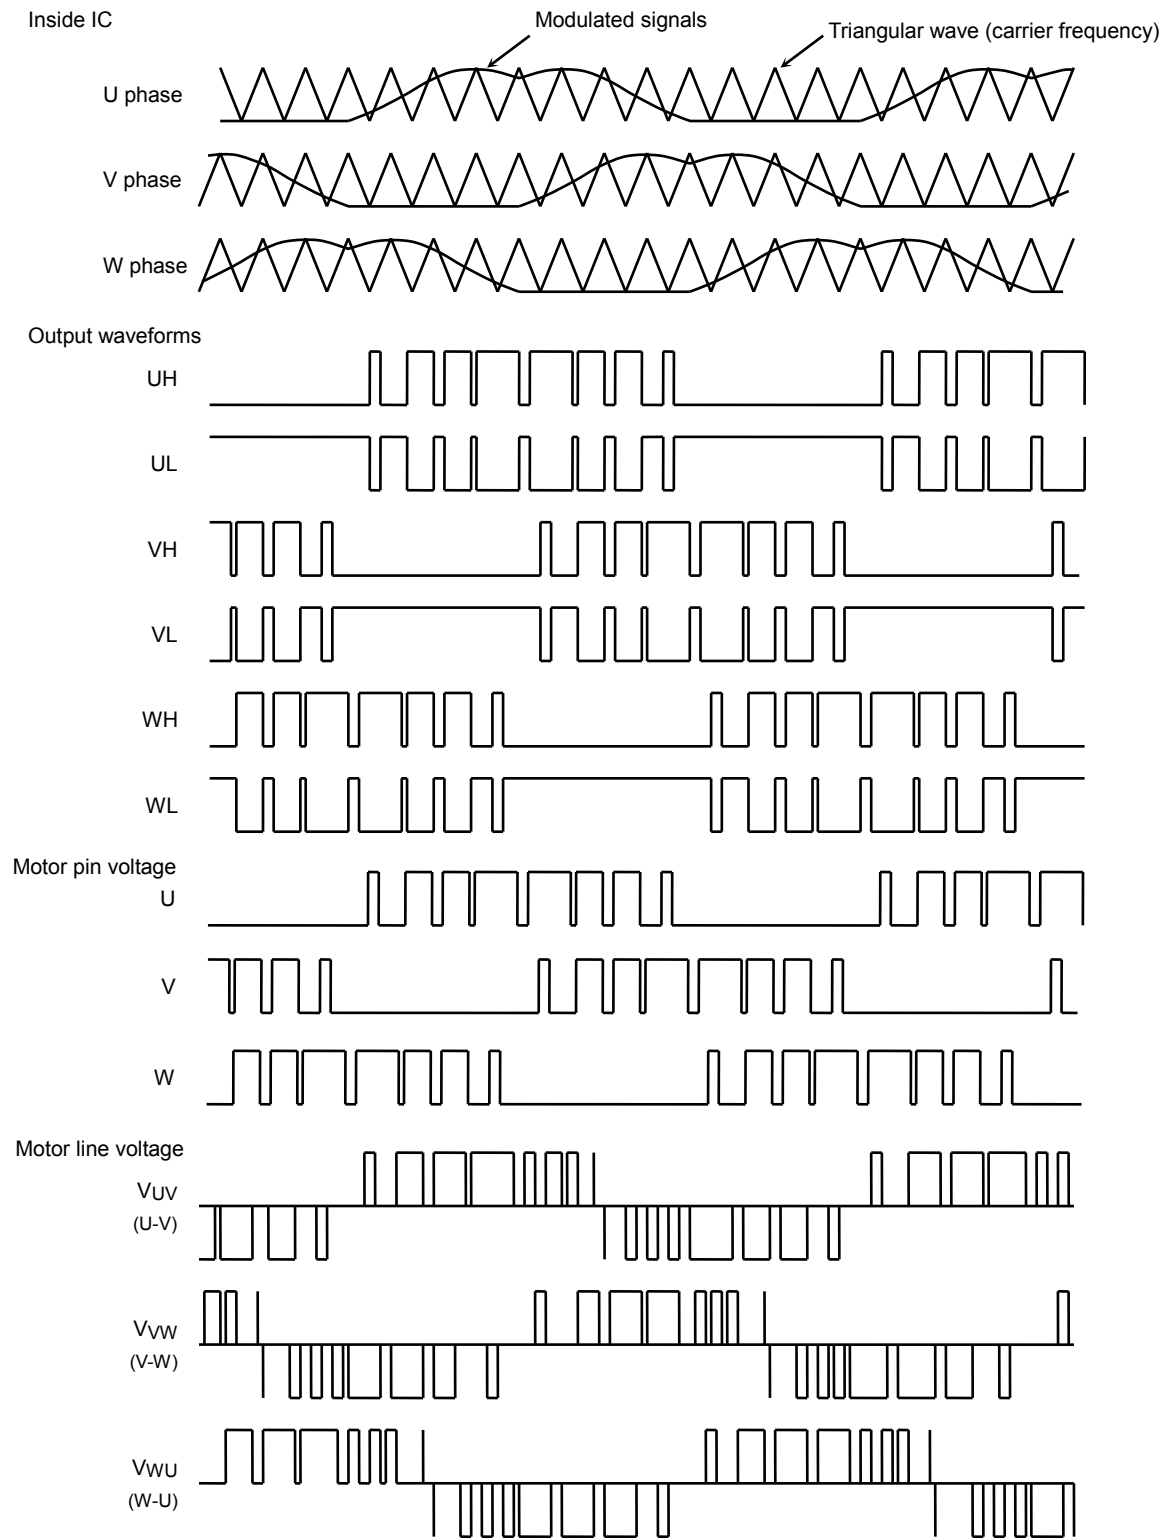 Inside IC
Modulated signals
Triangular wave (carrier frequency)
U phase
V phase
W phase
Output waveforms
UH
UL
VH
VL
WH
WL
Motor pin voltage
U
V
W
Motor line voltage
VUV
(U-V)
VVW
(V-W)
VWU
(W-U)